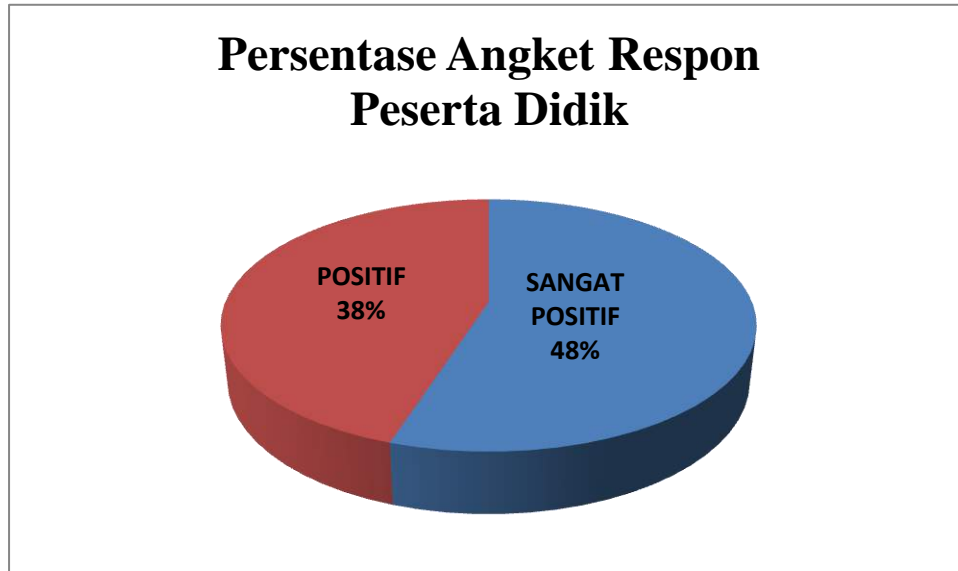 Persentase Angket Respon
Peserta Didik
POSITIF
38%
SANGAT
POSITIF
48%